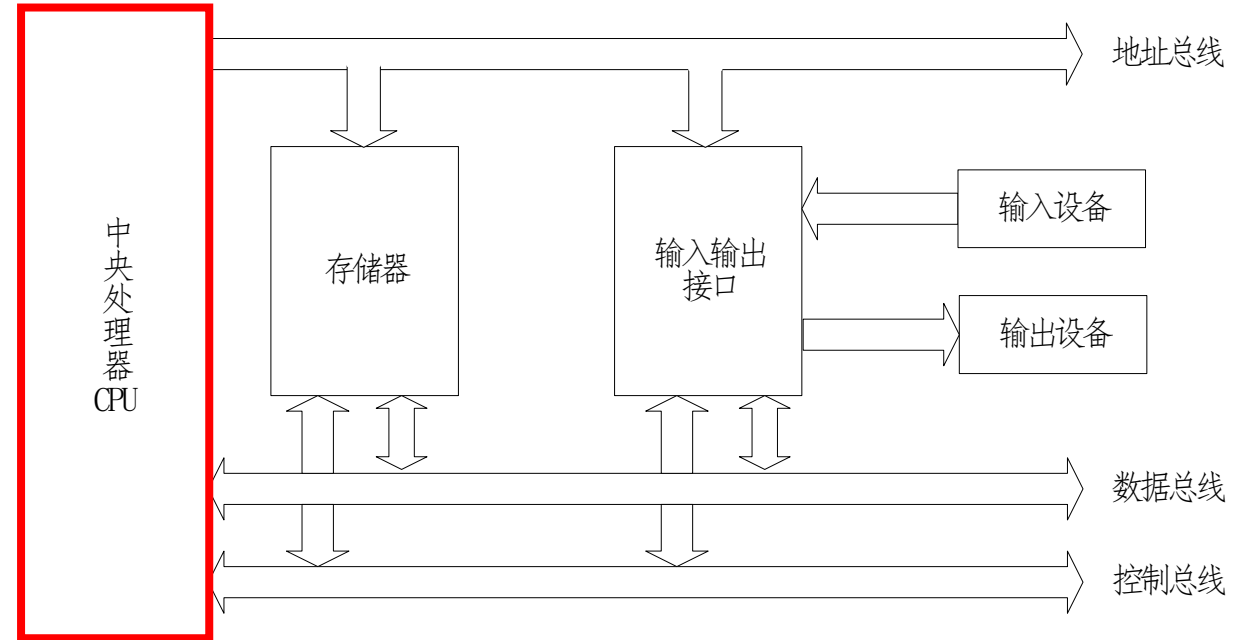 地址总线
中央处理器
CPU
存储器
输入输出
接口
输入设备
输出设备
数据总线
控制总线